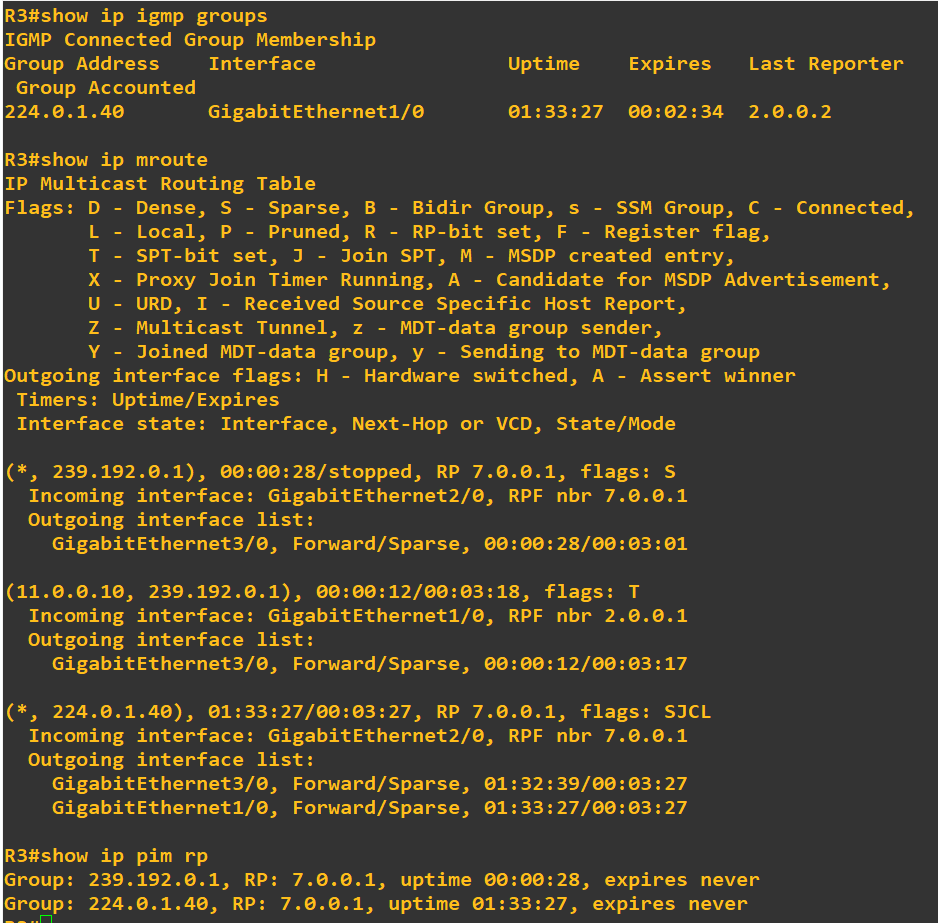 R3#show ip igmp groups
IGMP Connected Group Membership
Group Address    Interface                Uptime    Expires   Last Reporter
 Group Accounted
224.0.1.40       GigabitEthernet1/0       01:33:27  00:02:34  2.0.0.2
R3#show ip mroute
IP Multicast Routing Table
Flags: D - Dense, S - Sparse, B - Bidir Group, s - SSM Group, C - Connected,
       L - Local, P - Pruned, R - RP-bit set, F - Register flag,
       T - SPT-bit set, J - Join SPT, M - MSDP created entry,
       X - Proxy Join Timer Running, A - Candidate for MSDP Advertisement,
       U - URD, I - Received Source Specific Host Report,
       Z - Multicast Tunnel, z - MDT-data group sender,
       Y - Joined MDT-data group, y - Sending to MDT-data group
Outgoing interface flags: H - Hardware switched, A - Assert winner
 Timers: Uptime/Expires
 Interface state: Interface, Next-Hop or VCD, State/Mode
(*, 239.192.0.1), 00:00:28/stopped, RP 7.0.0.1, flags: S
  Incoming interface: GigabitEthernet2/0, RPF nbr 7.0.0.1
  Outgoing interface list:
    GigabitEthernet3/0, Forward/Sparse, 00:00:28/00:03:01
(11.0.0.10, 239.192.0.1), 00:00:12/00:03:18, flags: T
  Incoming interface: GigabitEthernet1/0, RPF nbr 2.0.0.1
  Outgoing interface list:
    GigabitEthernet3/0, Forward/Sparse, 00:00:12/00:03:17
(*, 224.0.1.40), 01:33:27/00:03:27, RP 7.0.0.1, flags: SJCL
  Incoming interface: GigabitEthernet2/0, RPF nbr 7.0.0.1
  Outgoing interface list:
    GigabitEthernet3/0, Forward/Sparse, 01:32:39/00:03:27
    GigabitEthernet1/0, Forward/Sparse, 01:33:27/00:03:27
R3#show ip pim rp
Group: 239.192.0.1, RP: 7.0.0.1, uptime 00:00:28, expires never
Group: 224.0.1.40, RP: 7.0.0.1, uptime 01:33:27, expires never
R3#